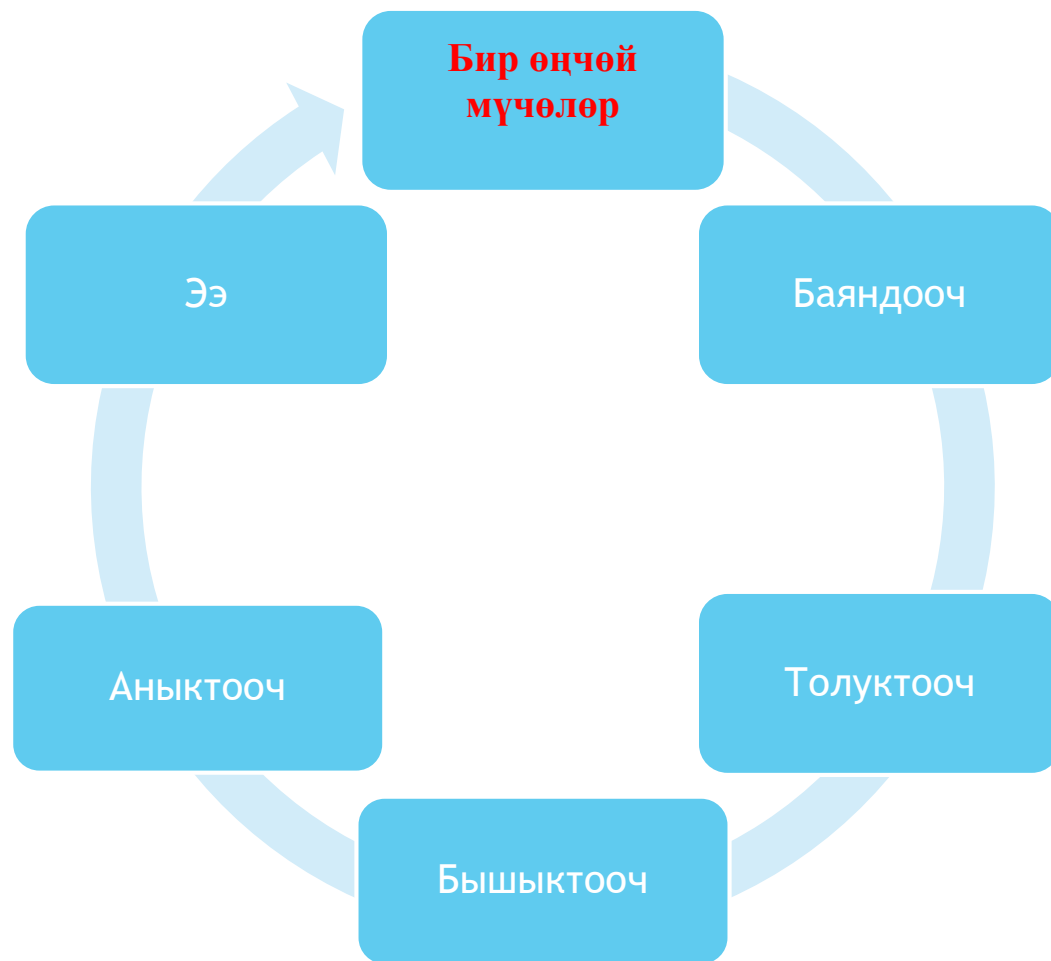 Бир өңчөй
мүчөлөр
Баяндооч
Толуктооч
Бышыктооч
Аныктооч
Ээ